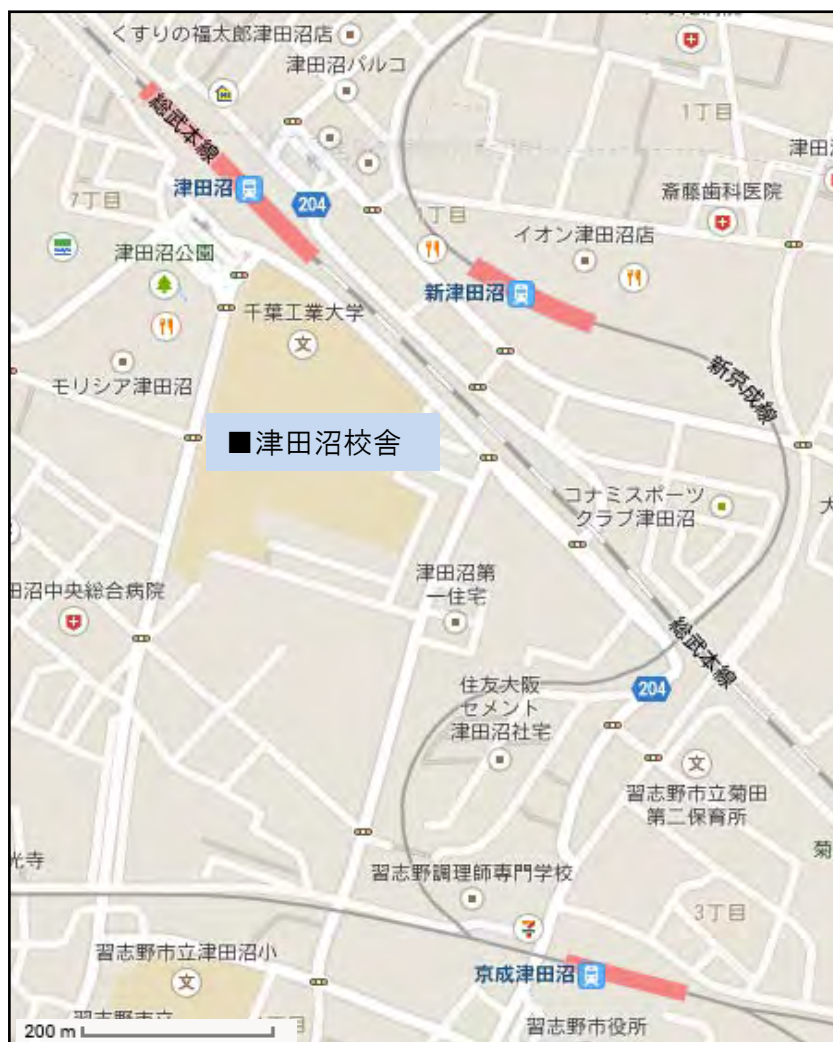 くすりの福太郎津田沼店
津田沼パルコ
総武本線
1丁目
津田沼
204
7丁目
斎藤歯科医院
1丁目
イオン津田沼店
津田沼公園
新津田沼
千葉工業大学
モリシア津田沼
新京成線
■津田沼校舎
コナミスポーツ
クラブ津田沼
津田沼第
一住宅
田沼中央総合病院
総武本線
住友大阪
セメント
津田沼社宅
204
習志野市立菊田
第二保育所
菊
光寺
習志野調理師専門学校
3丁目
習志野市立津田沼小
京成津田沼
200 m
習志野市役所